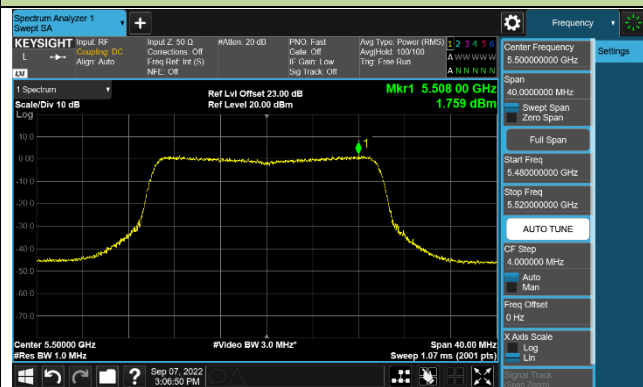 Spectrum Analyzer 1
Swept SA
+
Frequency
KEYSIGHT
Input: RF
Coupling: DC
Align: Auto
Input Z: 50 Ω
Corrections: Off
Freq Ref: Int (S)
NFE: Off
#Atten: 20 dB
PNO: Fast
Gate: Off
IF Gain: Low
Sig Track: Off
Avg Type: Power (RMS)
Avg|Hold: 100/100
Trig: Free Run
1 2 3 4 5 6
A W W W W W
A N N N N N
L
LXI
Center Frequency
5.500000000 GHz
Settings
Span
40.0000000 MHz
Swept Span
Zero Span
Full Span
Start Freq
5.480000000 GHz
Stop Freq
5.520000000 GHz
AUTO TUNE
CF Step
4.000000 MHz
Auto
Man
Freq Offset
0 Hz
X Axis Scale
Log
Lin
Signal Track
(Span Zoom)
1 Spectrum
Scale/Div 10 dB
Log
Ref Lvl Offset 23.00 dB
Ref Level 20.00 dBm
Mkr1 5.508 00 GHz
1.759 dBm
10.0
0.00
-10.0
-20.0
-30.0
-40.0
-50.0
-60.0
-70.0
1
Center 5.50000 GHz
#Res BW 1.0 MHz
#Video BW 3.0 MHz*
Span 40.00 MHz
Sweep 1.07 ms (2001 pts)
?
Sep 07, 2022
3:06:50 PM